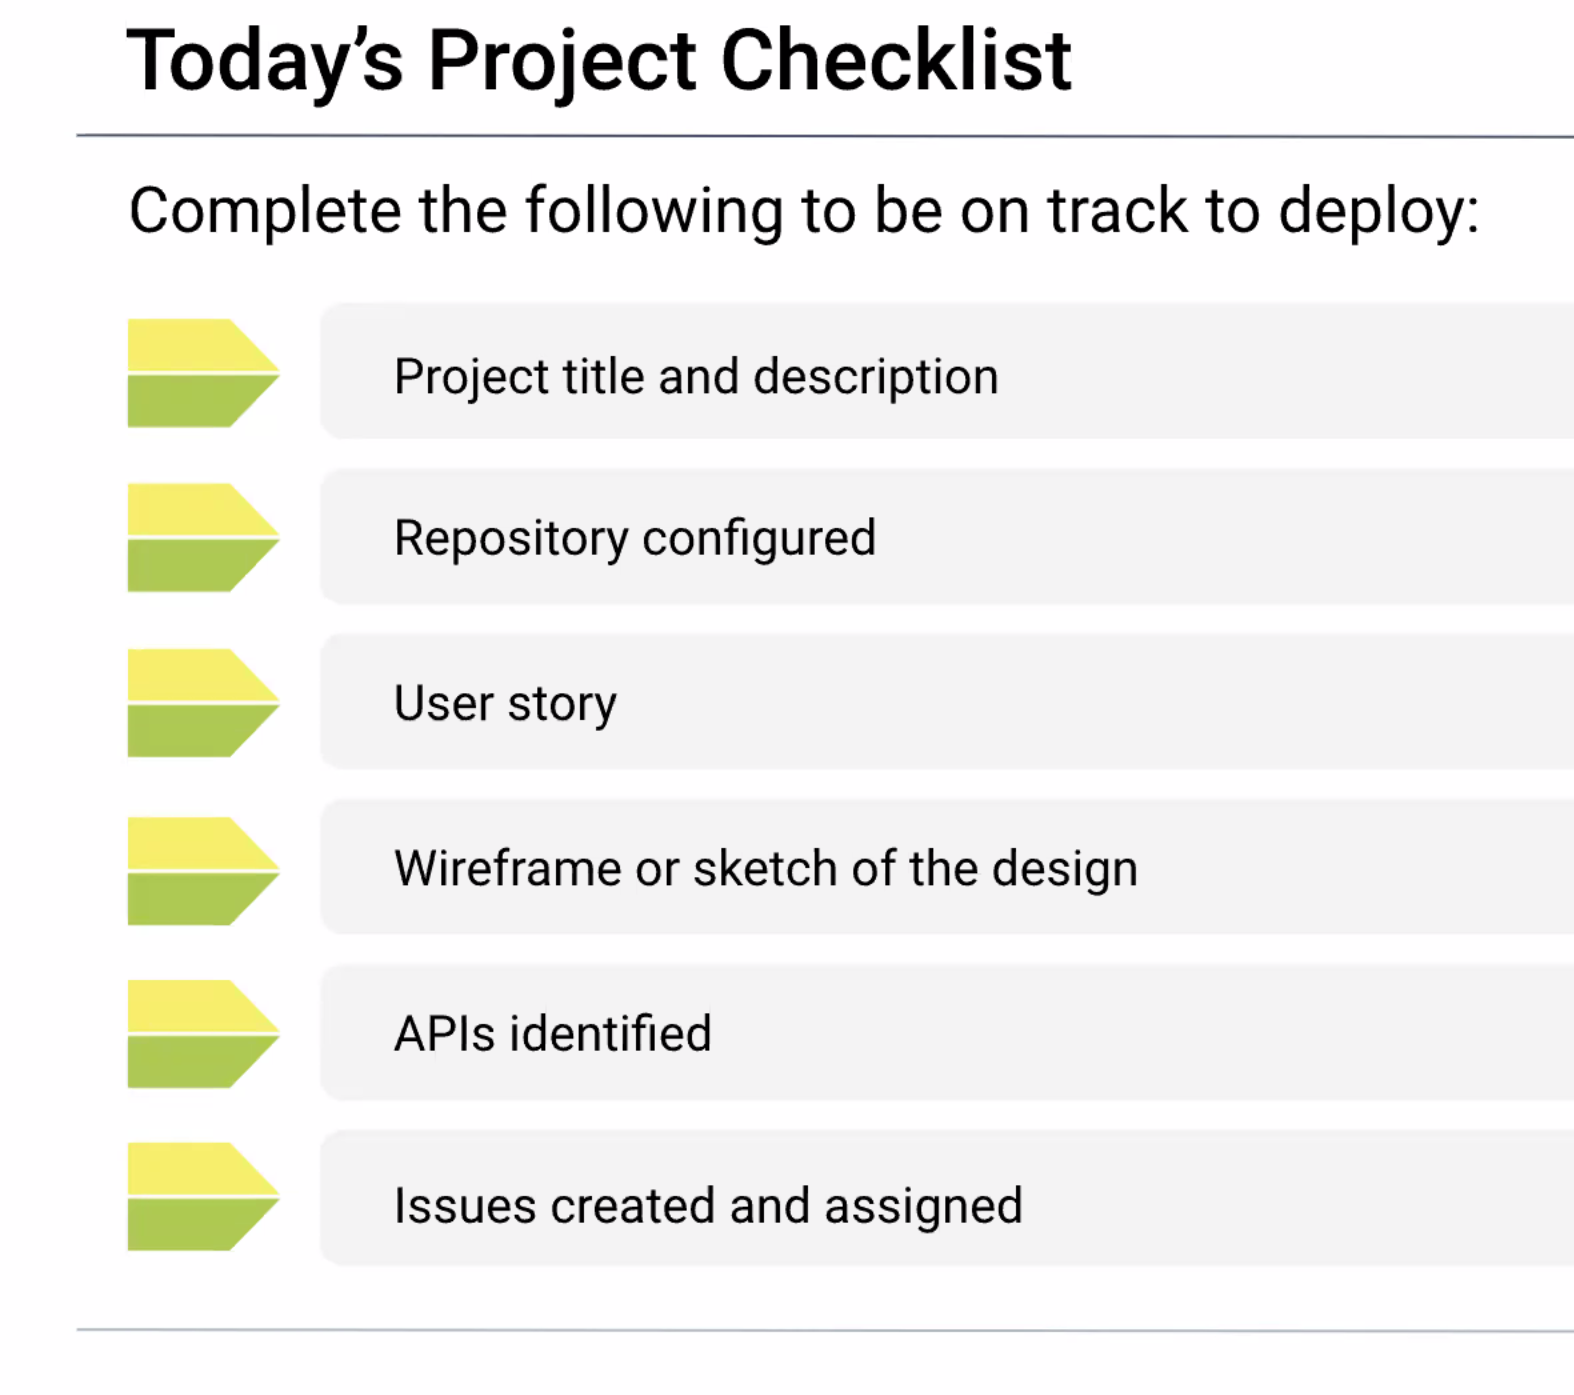 Today’s Project Checklist
Complete the following to be on track to deploy:
Project title and description
Repository configured
User story
Wireframe or sketch of the design
APIs identified
Issues created and assigned